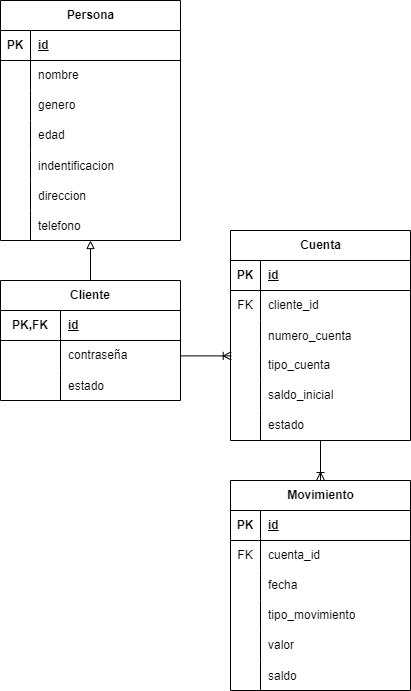 Persona
PK id
nombre
genero
edad
indentificacion
direccion
telefono
Cliente
PK,FK id
contraseña
estado
Cuenta
PK id
FK cliente_id
numero_cuenta
tipo_cuenta
saldo_inicial
estado
Movimiento
PK id
FK cuenta_id
fecha
tipo_movimiento
valor
saldo